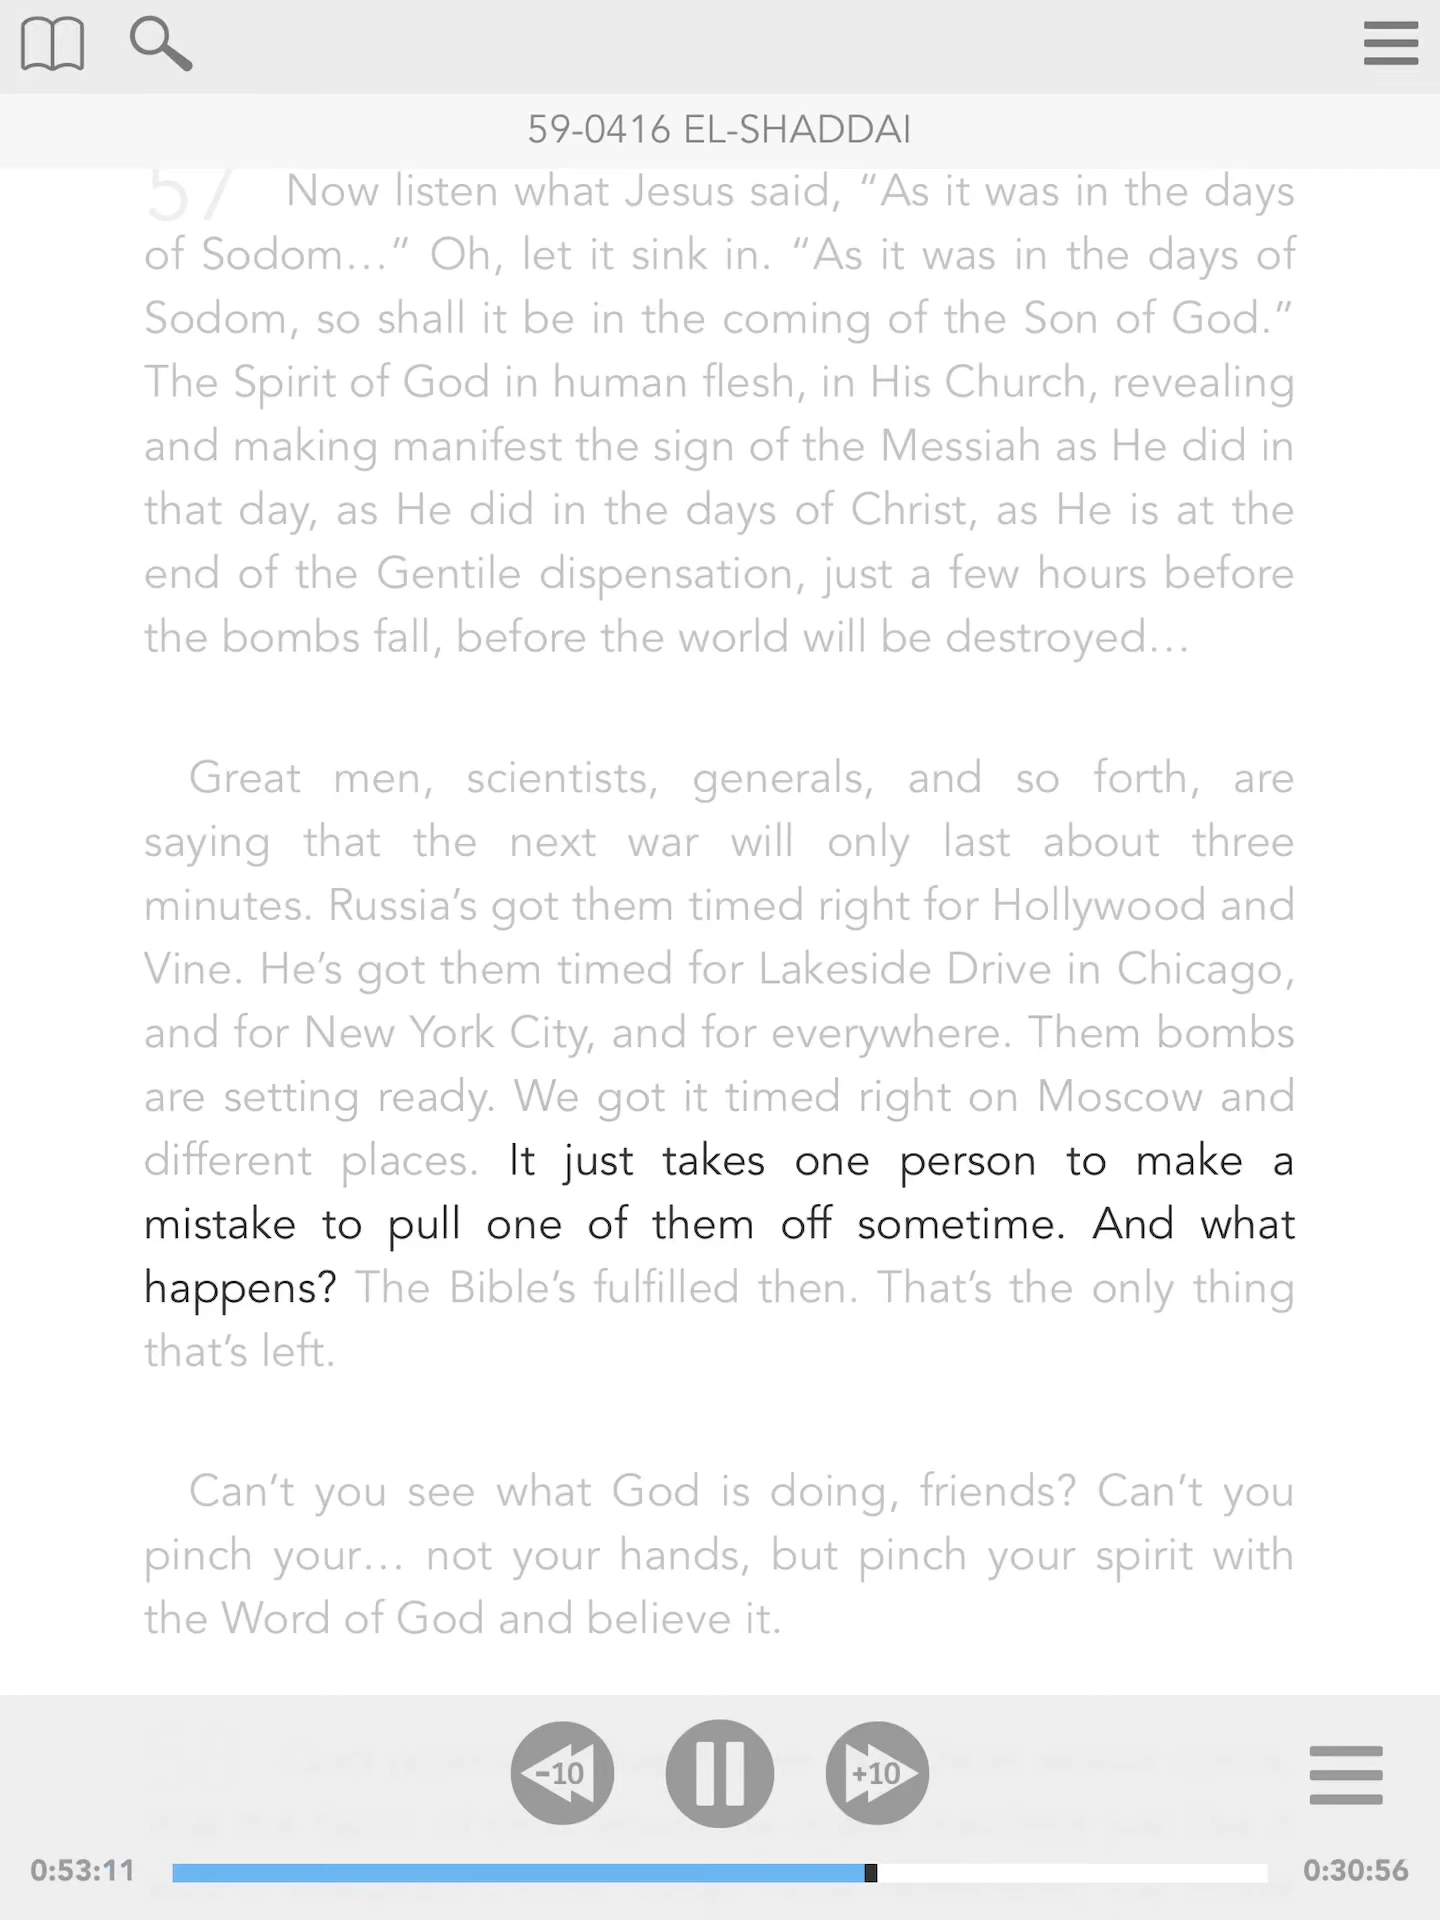 59-0416 EL-SHADDAI
57 Now listen what Jesus said, “As it was in the days
of Sodom…” Oh, let it sink in. “As it was in the days of
Sodom, so shall it be in the coming of the Son of God.”
The Spirit of God in human flesh, in His Church, revealing
and making manifest the sign of the Messiah as He did in
that day, as He did in the days of Christ, as He is at the
end of the Gentile dispensation, just a few hours before
the bombs fall, before the world will be destroyed…
Great men, scientists, generals, and so forth, are
saying that the next war will only last about three
minutes. Russia’s got them timed right for Hollywood and
Vine. He’s got them timed for Lakeside Drive in Chicago,
and for New York City, and for everywhere. Them bombs
are setting ready. We got it timed right on Moscow and
different places. It just takes one person to make a
mistake to pull one of them off sometime. And what
happens? The Bible’s fulfilled then. That’s the only thing
that’s left.
Can’t you see what God is doing, friends? Can’t you
pinch your… not your hands, but pinch your spirit with
the Word of God and believe it.
-10 +10
0:53:11 0:30:56